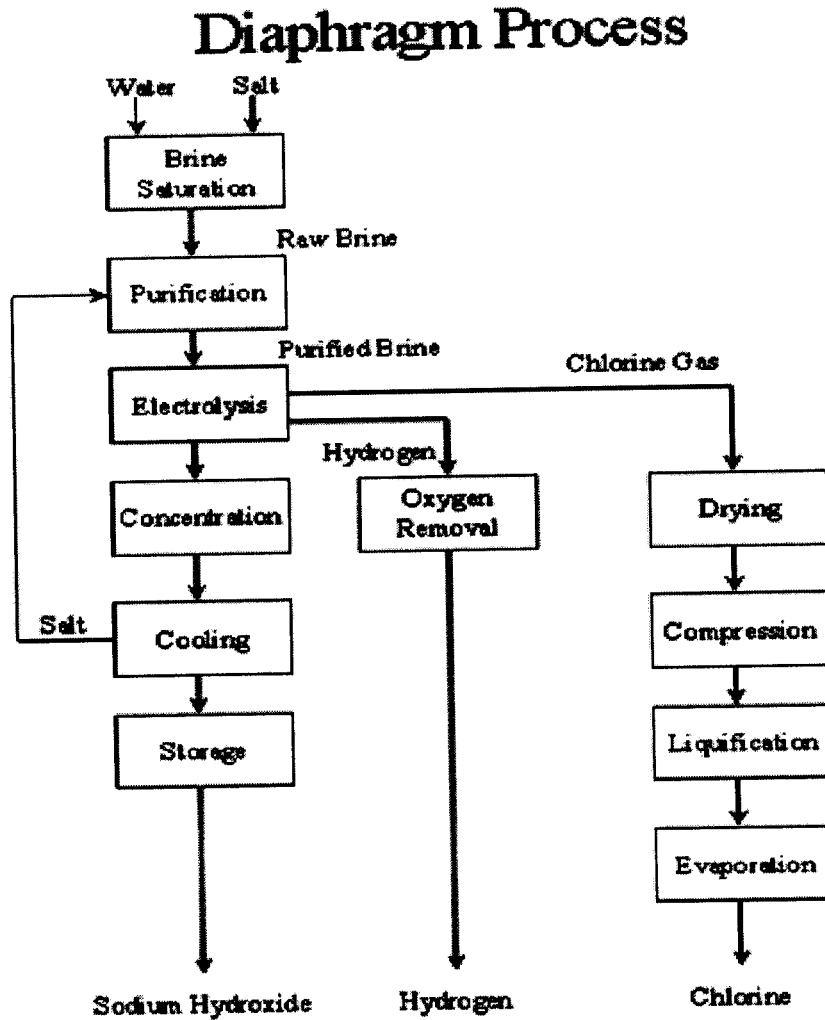 Diaphragm Process
Water
Salt
Brine
Saturation
Raw Brine
Purification
Purified Brine
Chlorine Gas
Electrolysis
Hydrogen
Concentration
Oxygen
Removal
Drying
Salt
Cooling
Compression
Storage
Liquification
Evaporation
Sodium Hydroxide
Hydrogen
Chlorine